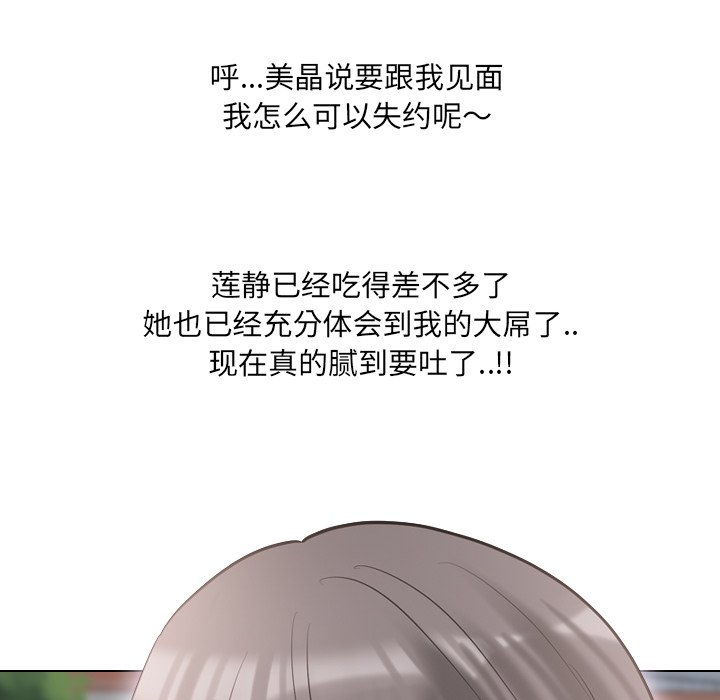 呼...美晶说要跟我见面
我怎么可以失约呢～
莲静已经吃得差不多了
她也已经充分体会到我的大屌了..
现在真的腻到要吐了..!!